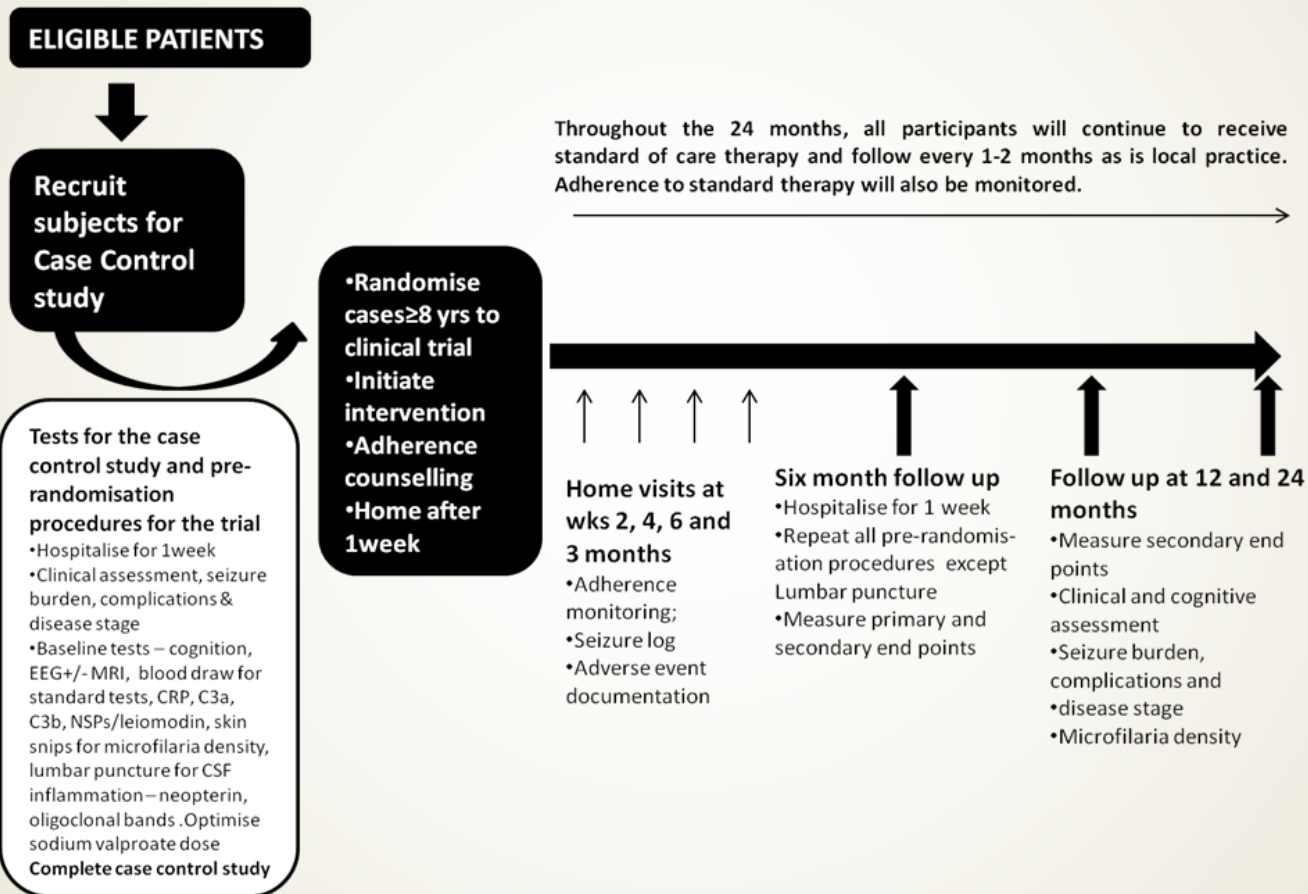 ELIGIBLE PATIENTS
Recruit
subjects for
Case Control
study
Tests for the case
control study and pre-
randomisation
procedures for the trial
•Hospitalise for 1week
•Clinical assessment, seizure
burden, complications &
disease stage
•Baseline tests – cognition,
EEG+/- MRI, blood draw for
standard tests, CRP, C3a,
C3b, NSPs/leiomodin, skin
snips for microfilaria density,
lumbar puncture for CSF
inflammation–neopterin,
oligoclonal bands .Optimise
sodium valproate dose
Complete case control study
•Randomise
cases≥8 yrs to
clinical trial
•Initiate
intervention
•Adherence
counselling
•Home after
1week
Throughout the 24 months, all participants will continue to receive
standard of care therapy and follow every 1-2 months as is local practice.
Adherence to standard therapy will also be monitored.
Home visits at
wks 2, 4, 6 and
3 months
•Adherence
monitoring;
•Seizure log
•Adverse event
documentation
Six month follow up
•Hospitalise for 1 week
•Repeat all pre-randomis-
ation procedures except
Lumbar puncture
•Measure primary and
secondary end points
Follow up at 12 and 24
months
•Measure secondary end
points
•Clinical and cognitive
assessment
•Seizure burden,
complications and
•disease stage
•Microfilaria density